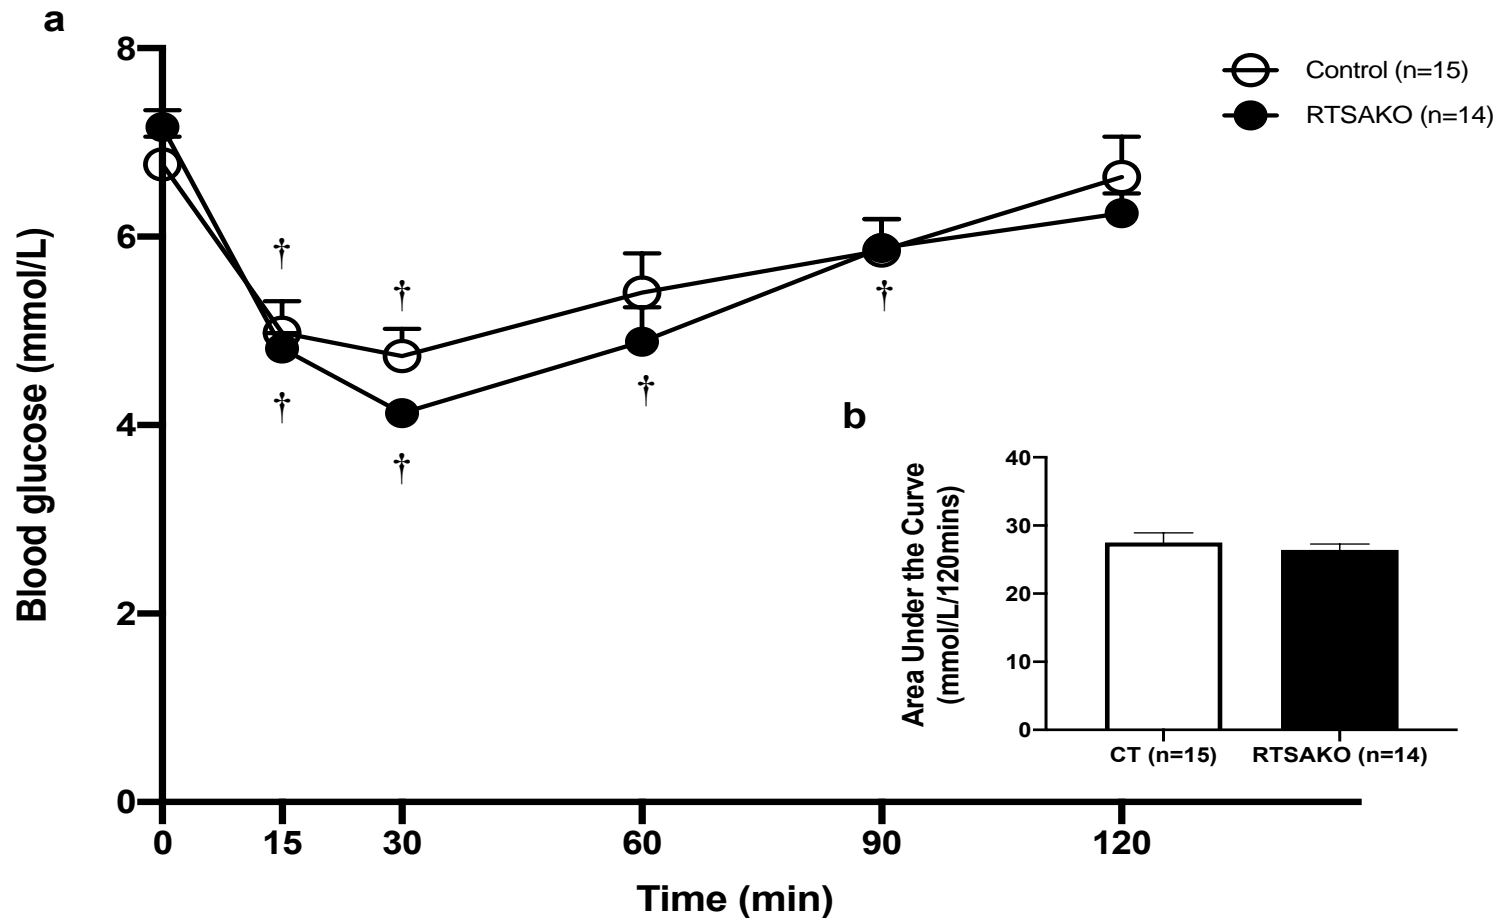 a
Control (n=15)
RTSAKO (n=14)
Blood glucose (mmol/L)
8
6
4
2
0
†
†
†
†
†
†
0 15 30 60 90 120
Time (min)
b
Area Under the Curve
(mmol/L/120mins)
40
30
20
10
0
CT (n=15) RTSAKO (n=14)